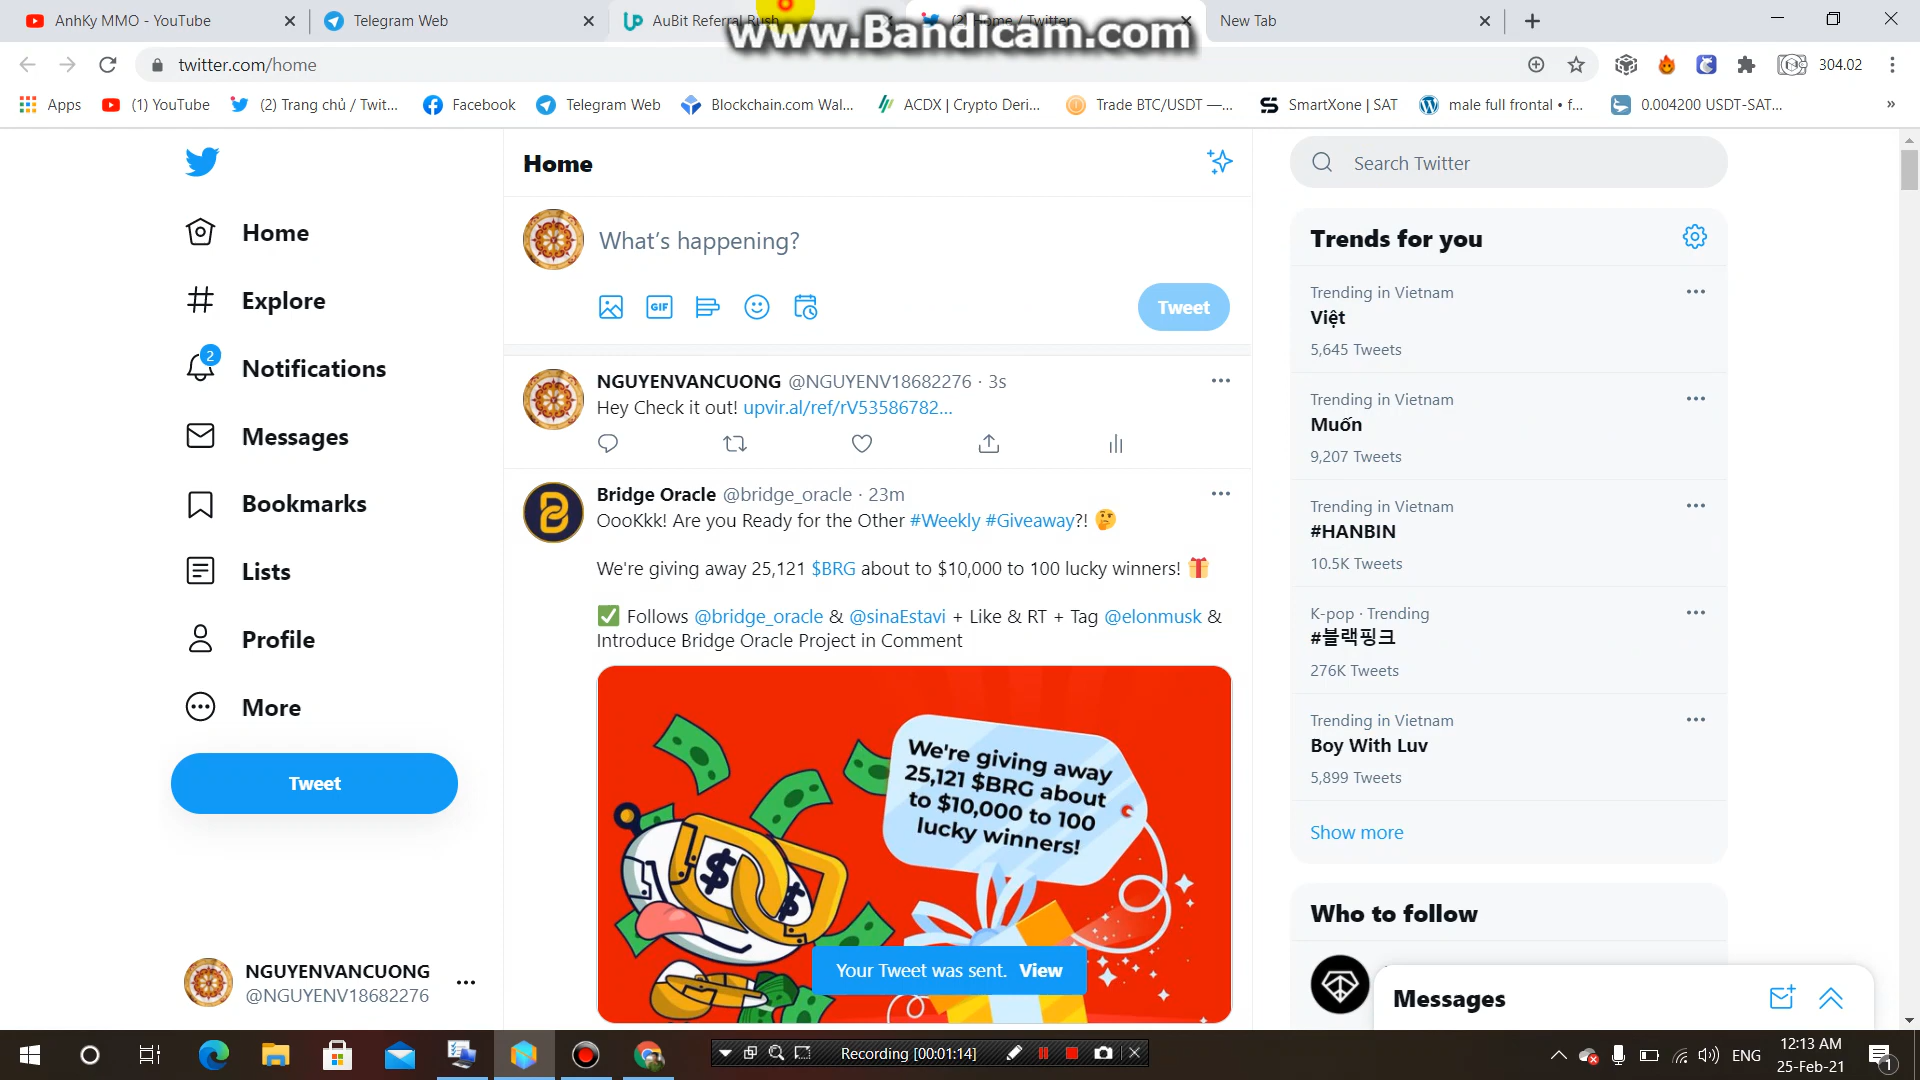 AnhKy MMO - YouTube
Telegram Web
AuBit Referral Rush
(2) Home / Twitter
New Tab
www.Bandicam.com
twitter.com/home
304.02
Apps
(1) YouTube
(2) Trang chủ / Twit...
Facebook
Telegram Web
Blockchain.com Wal...
ACDX | Crypto Deri...
Trade BTC/USDT —...
SmartXone | SAT
male full frontal • f...
0.004200 USDT-SAT...
»
Home
Explore
2
Notifications
Messages
Bookmarks
Lists
Profile
More
Tweet
NGUYENVANCUONG
@NGUYENV18682276
Home
What's happening?
GIF
Tweet
NGUYENVANCUONG @NGUYENV18682276 · 3s
Hey Check it out! upvir.al/ref/rV53586782...
Bridge Oracle @bridge_oracle · 23m
OooKkk! Are you Ready for the Other #Weekly #Giveaway?! 🤔
We're giving away 25,121 $BRG about to $10,000 to 100 lucky winners! 🎁
✅ Follows @bridge_oracle & @sinaEstavi + Like & RT + Tag @elonmusk &
Introduce Bridge Oracle Project in Comment
We're giving away
25,121 $BRG about
to $10,000 to 100
lucky winners!
Your Tweet was sent. View
Search Twitter
Trends for you
Trending in Vietnam
Việt
5,645 Tweets
Trending in Vietnam
Muốn
9,207 Tweets
Trending in Vietnam
#HANBIN
10.5K Tweets
K-pop · Trending
#블랙핑크
276K Tweets
Trending in Vietnam
Boy With Luv
5,899 Tweets
Show more
Who to follow
Messages
Recording [00:01:14]
ENG
12:13 AM
25-Feb-21
1